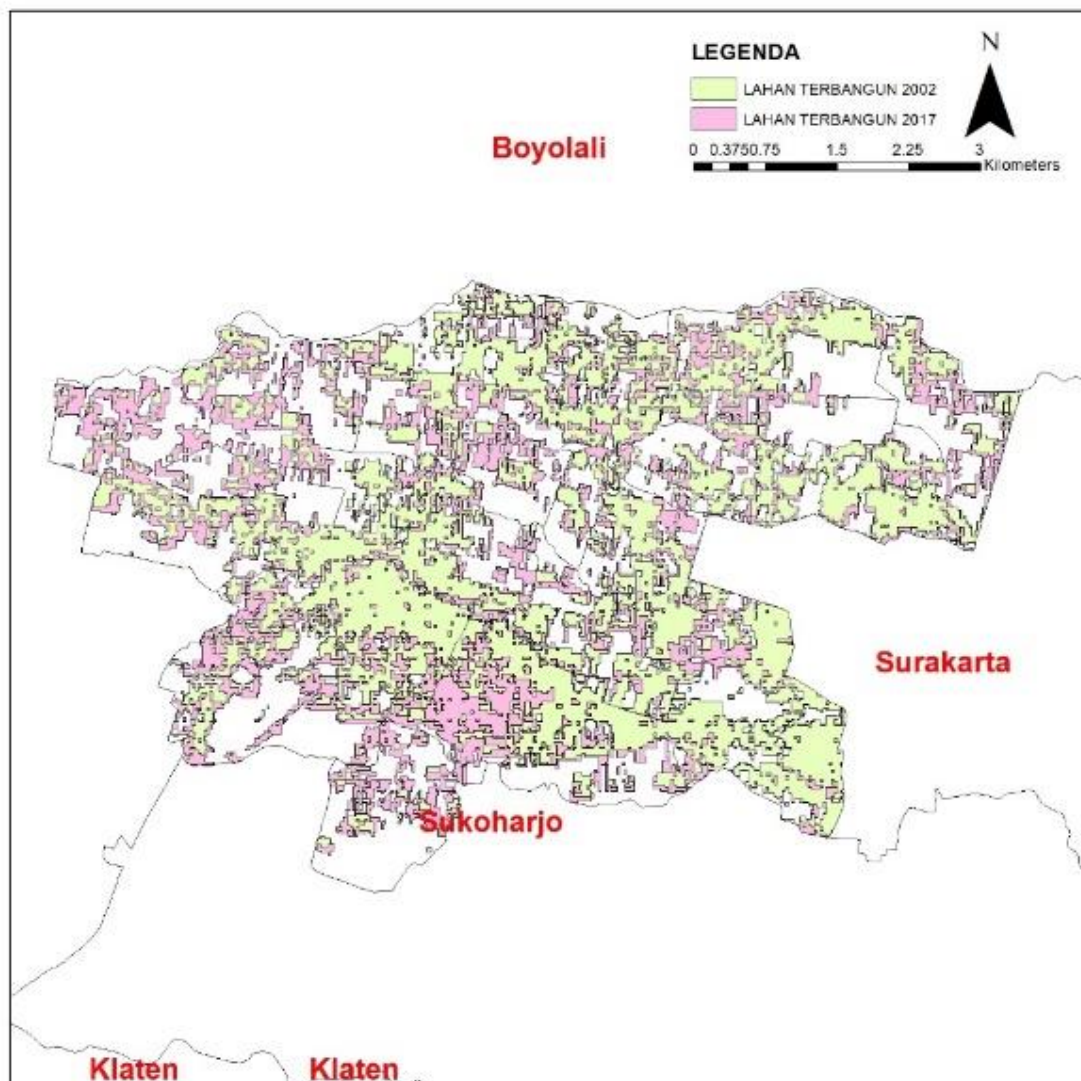 LEGENDA
N
LAHAN TERBANGUN 2002
LAHAN TERBANGUN 2017
0 0.3750.75 1.5 2.25 3
Kilometers
Boyolali
Surakarta
Sukoharjo
Klaten Klaten